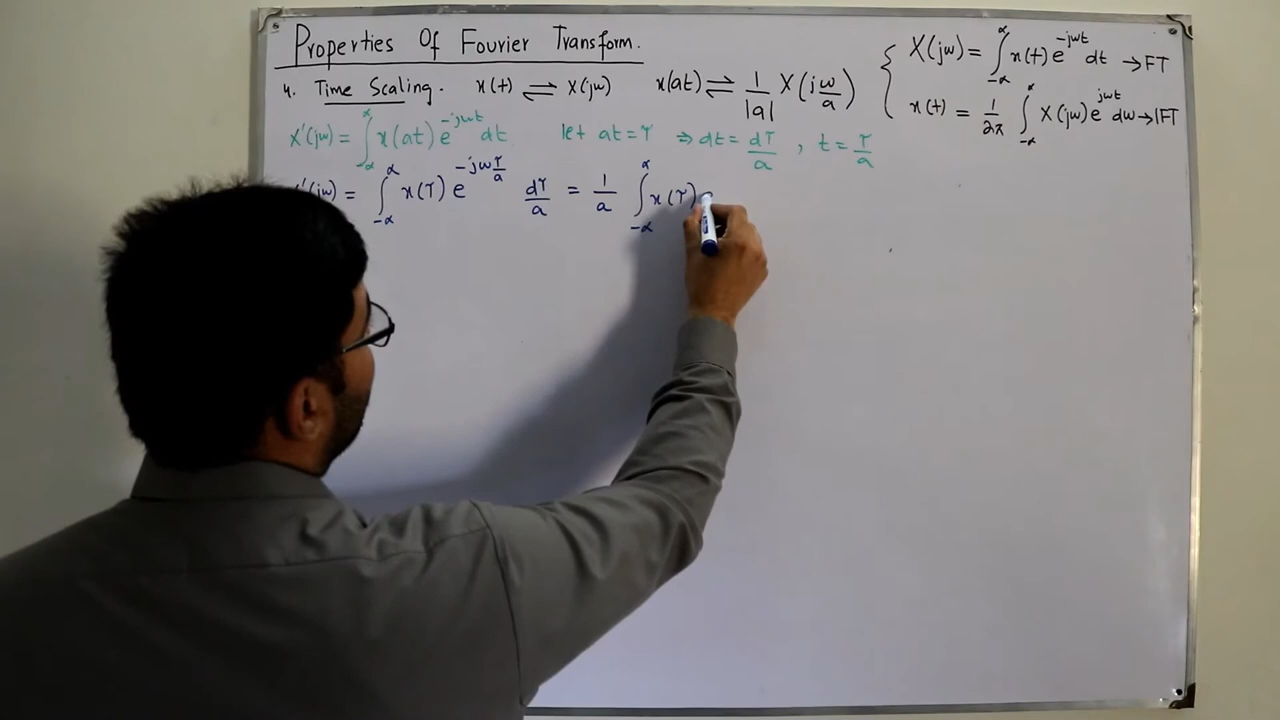 Properties Of Fourier Transform.
4. Time Scaling. x(t) ⇌ X(jω) x(at) ⇌ 1/|a| X(jω/a)
X(jω) = ∫_{-∞}^{∞} x(t) e^{-jωt} dt → FT
x(t) = 1/2π ∫_{-∞}^{∞} X(jω) e^{jωt} dω → IFT
X'(jω) = ∫_{-∞}^{∞} x(at) e^{-jωt} dt let at = τ ⇒ dt = dτ/a , t = τ/a
'(jω) = ∫_{-∞}^{∞} x(τ) e^{-jω τ/a} dτ/a = 1/a ∫_{-∞}^{∞} x(τ)